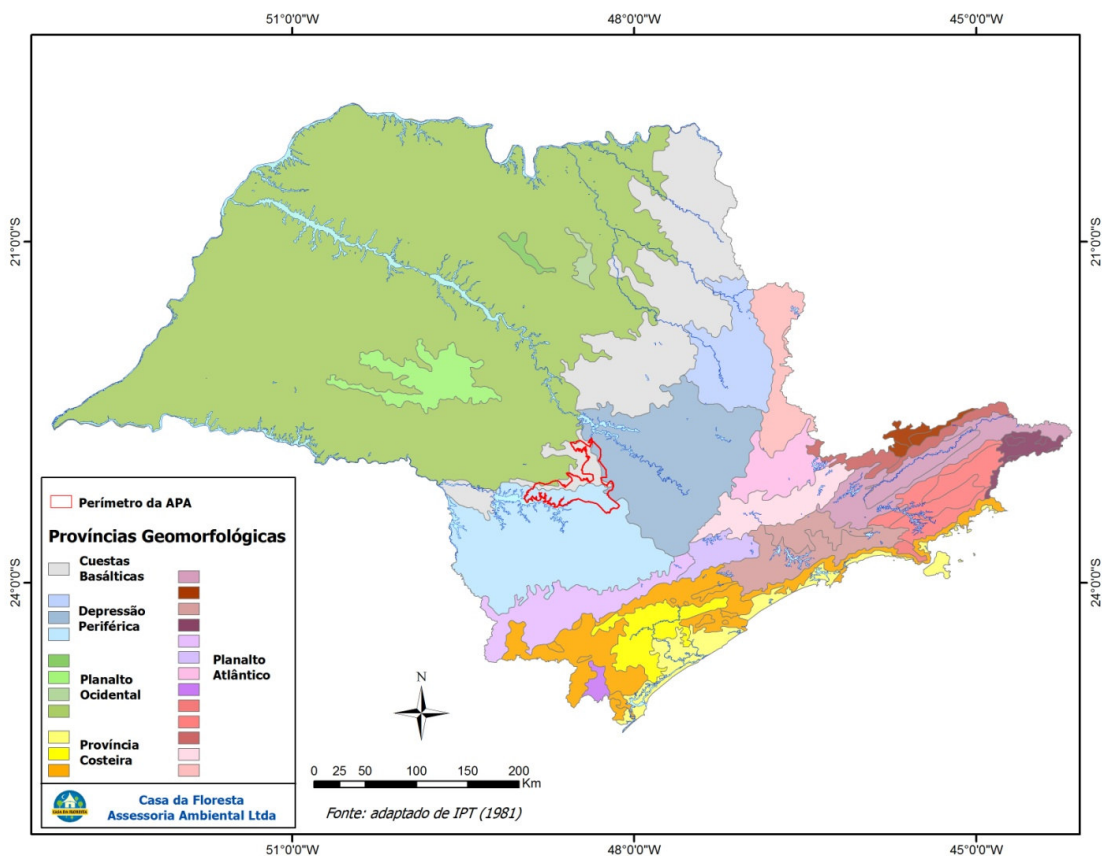 51°0'0"W 48°0'0"W 45°0'0"W
21°0'0"S 21°0'0"S
24°0'0"S 24°0'0"S
Perímetro da APA
Províncias Geomorfológicas
Cuestas
Basálticas
Depressão
Periférica
Planalto
Ocidental
Província
Costeira
Planalto
Atlântico
N
0 25 50 100 150 200
Km
CASA DA FLORESTA
Casa da Floresta
Assessoria Ambiental Ltda
Fonte: adaptado de IPT (1981)
51°0'0"W 48°0'0"W 45°0'0"W